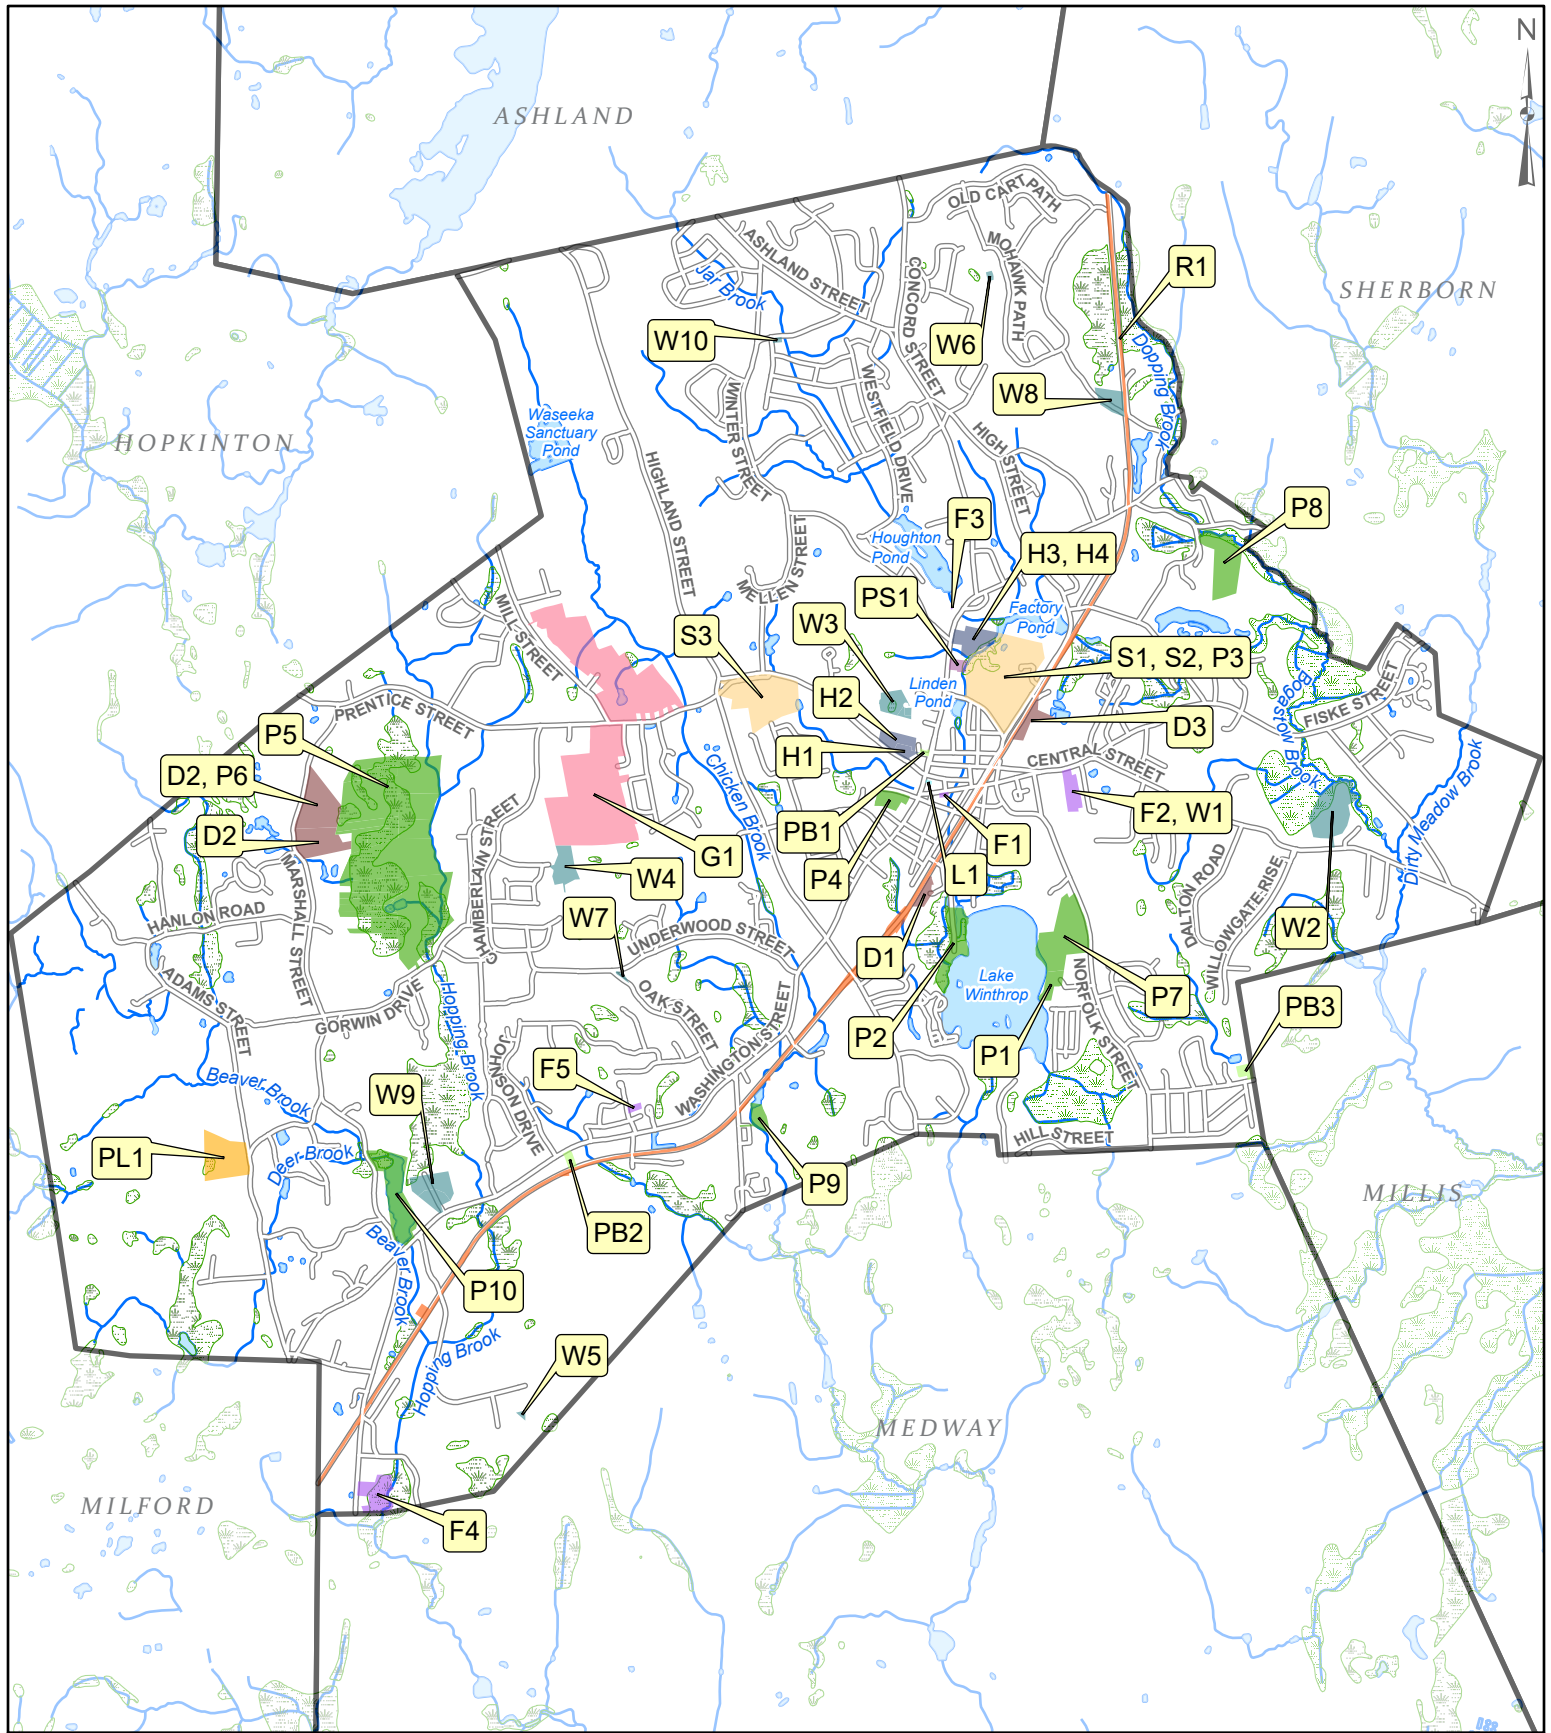 N
ASHLAND
OLD CART PATH
ASHLAND STREET
MOHAWK PATH
R1
Jar Brook
CONCORD STREET
SHERBORN
W10
W6
Dopping Brook
W8
WINTER STREET
WESTFIELD DRIVE
HOPKINTON
Waseeka
Sanctuary
Pond
HIGH STREET
HIGHLAND STREET
P8
F3
Houghton
Pond
MELLEN STREET
H3, H4
PS1
Factory
Pond
MILL STREET
W3
S3
S1, S2, P3
Linden
Pond
H2
PRENTICE STREET
FISKE STREET
Bogastow Brook
P5
D3
H1
CENTRAL STREET
D2, P6
Chicken Brook
Dirty Meadow Brook
F2, W1
PB1
F1
D2
G1
CHAMBERLAIN STREET
P4
L1
W4
MARSHALL STREET
DALTON ROAD
WILLOWGATE RISE
HANLON ROAD
W7
W2
UNDERWOOD STREET
D1
ADAMS STREET
Lake
Winthrop
P7
OAK STREET
GORWIN DRIVE
Hopping Brook
NORFOLK STREET
PB3
P2
P1
WASHINGTON STREET
JOHNSON DRIVE
F5
Beaver Brook
W9
HILL STREET
PL1
Deer Brook
P9
MILLIS
PB2
Beaver Brook
P10
Hopping Brook
W5
MEDWAY
MILFORD
F4